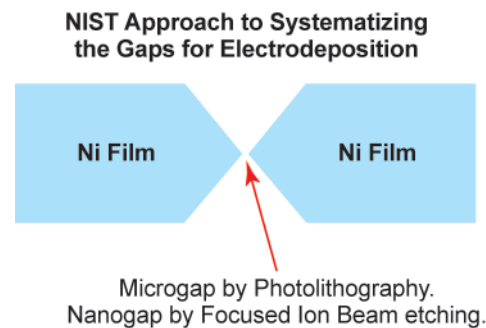 NIST Approach to Systematizing
the Gaps for Electrodeposition
Ni Film
Ni Film
Microgap by Photolithography.
Nanogap by Focused Ion Beam etching.